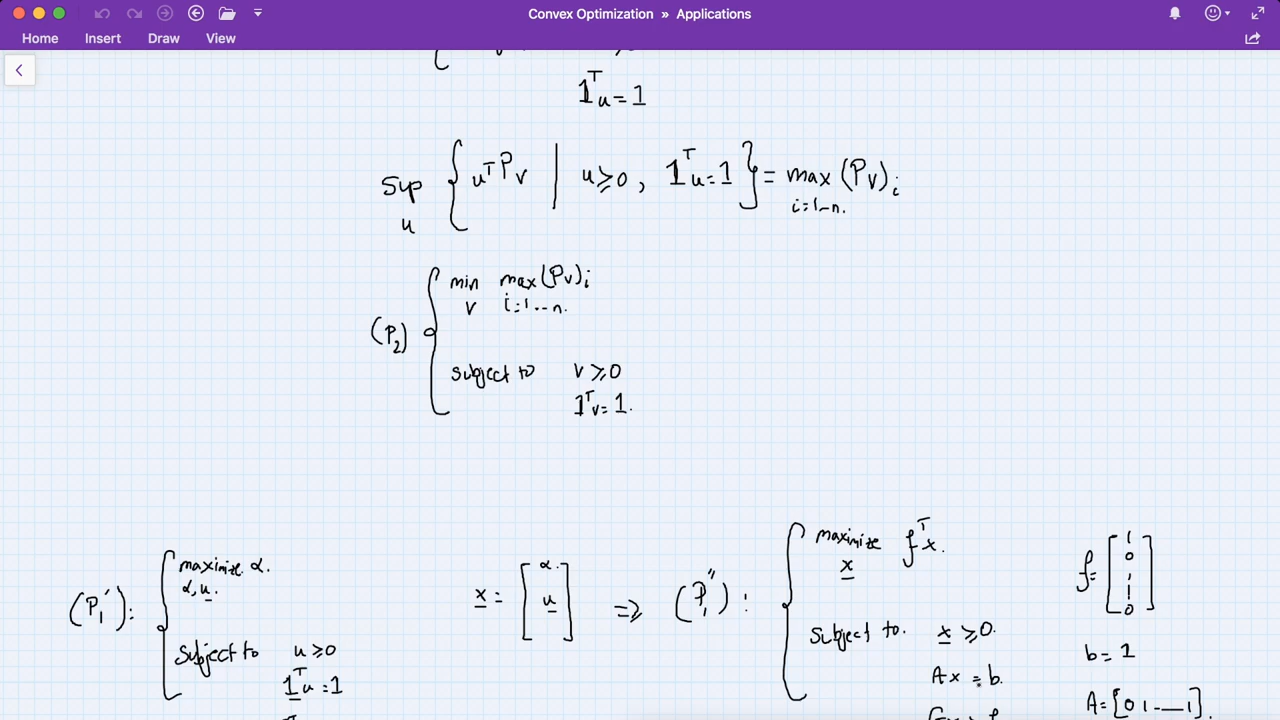 Convex Optimization » Applications
Home Insert Draw View
1ᵀu = 1
Sup { uᵀPv | u ≥ 0, 1ᵀu = 1 } = max (Pv)ᵢ
u i=1–n.
(P₂) { min max (Pv)ᵢ
v i=1...n.
subject to v ≥ 0
1ᵀv = 1.
(P₁'): { maximize α.
α, u.
subject to u ≥ 0
1ᵀu = 1
x = [ α. u ] ⇒ (P₁''): { maximize fᵀx.
x
subject to. x ≥ 0.
Ax = b.
f = [ 1 0 | | 0 ]
b = 1
A = [0 1 -— 1].